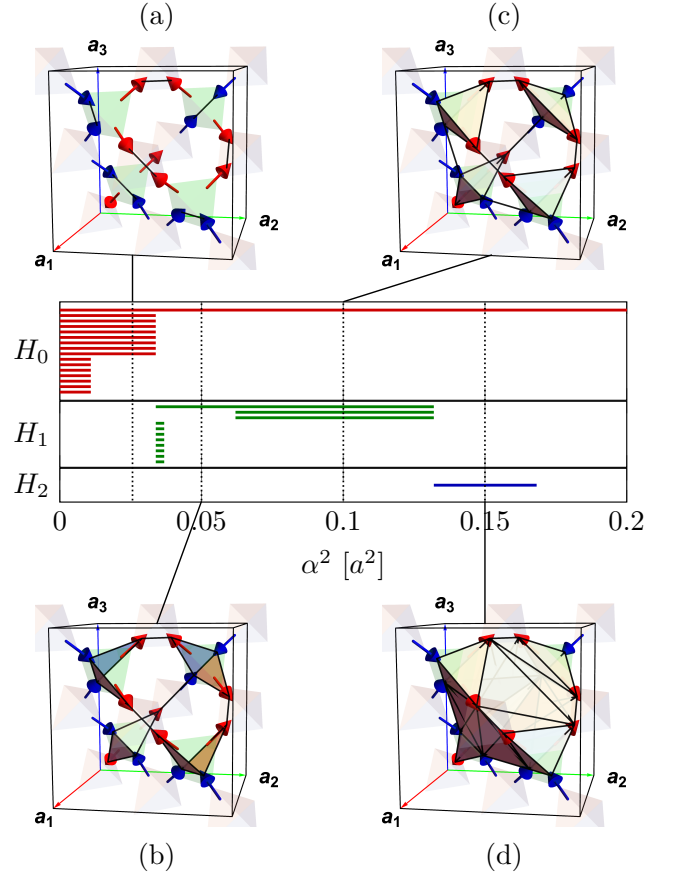 (a) (c)
a₃ a₃
a₂ a₂
a₁ a₁
H₀
H₁
H₂
0 0.05 0.1 0.15 0.2
α² [a²]
a₃ a₃
a₂ a₂
a₁ a₁
(b) (d)